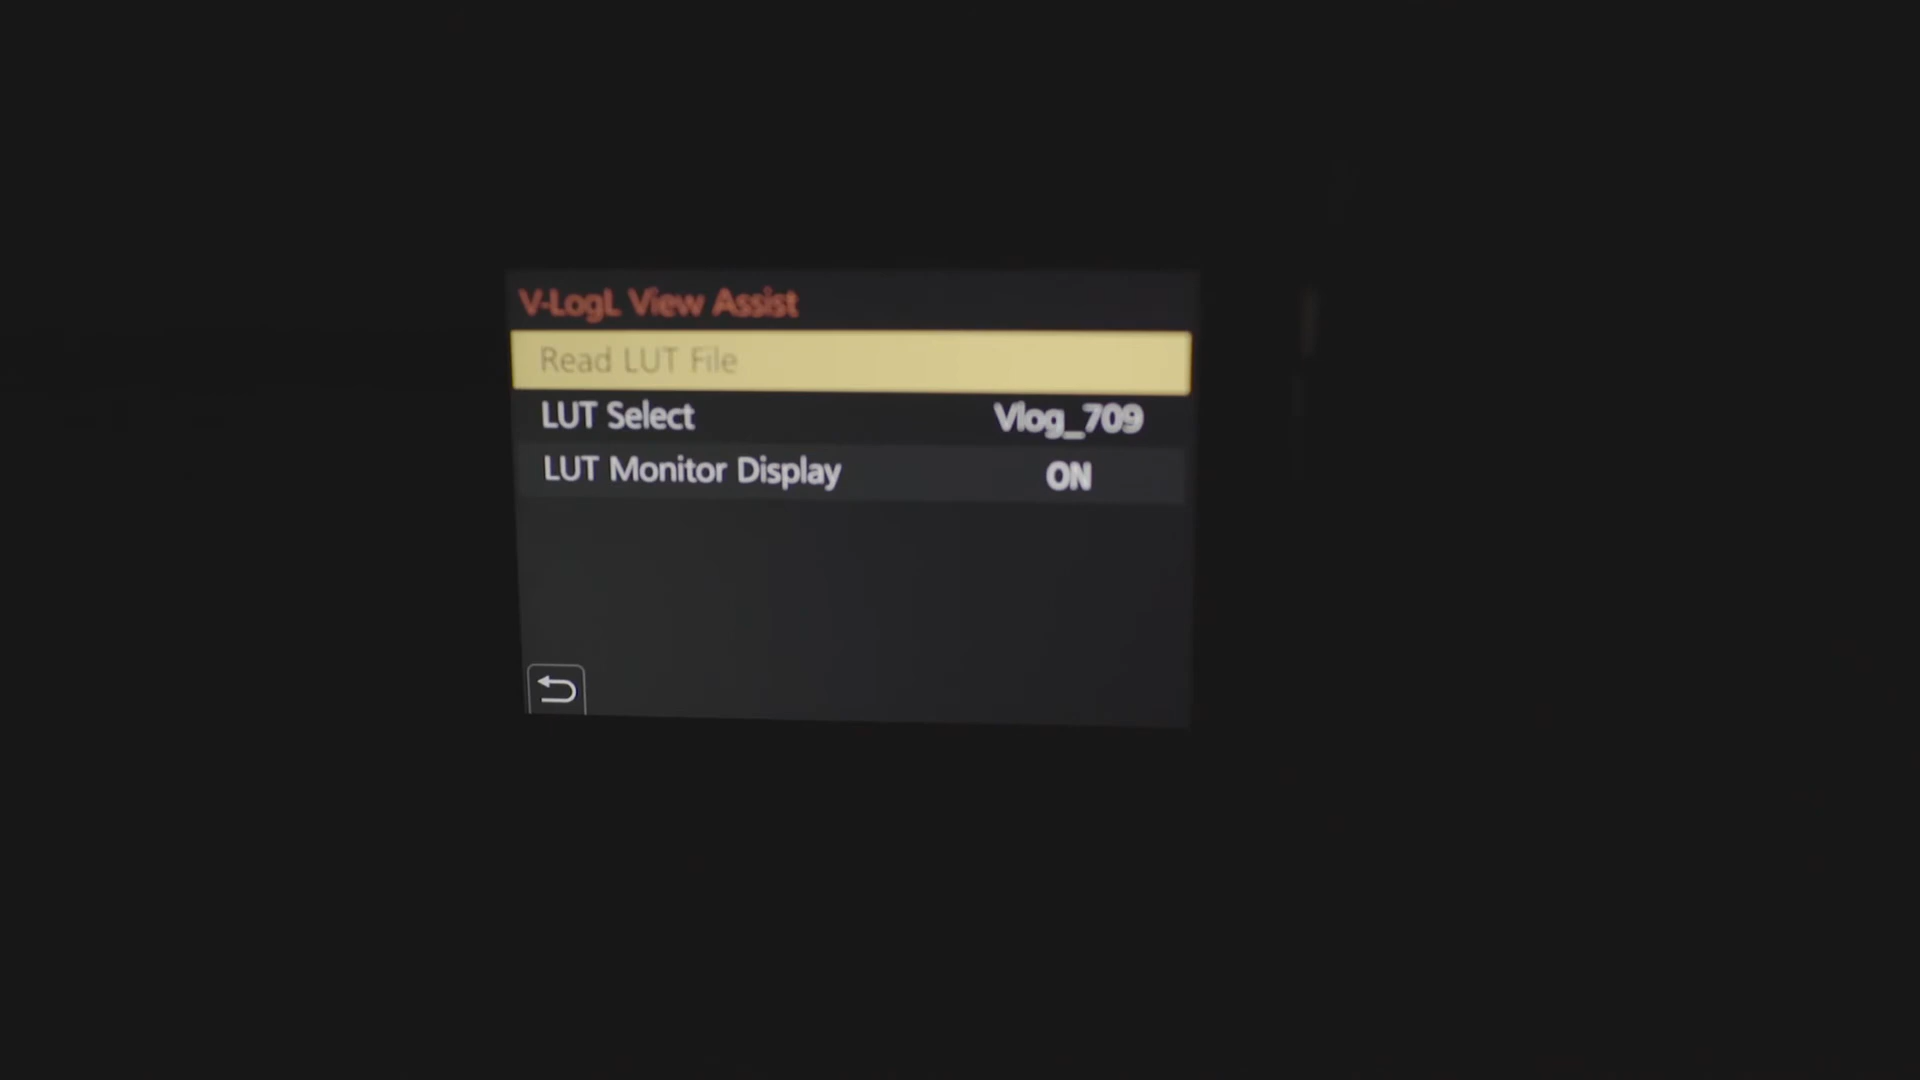 V-LogL View Assist
Read LUT File
LUT Select Vlog_709
LUT Monitor Display ON